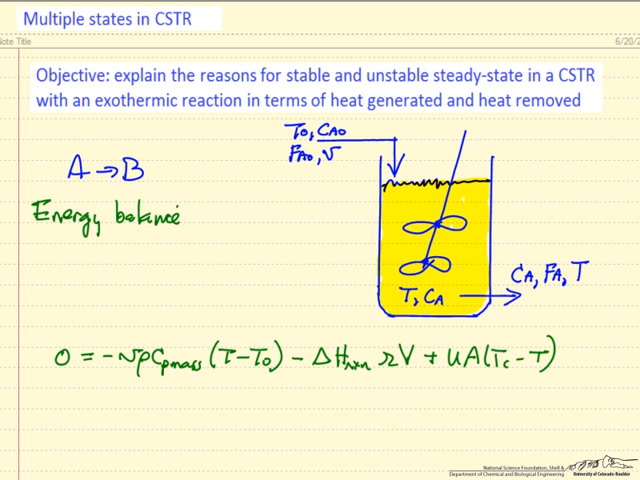 Multiple states in CSTR
Note Title
6/20/2
Objective: explain the reasons for stable and unstable steady-state in a CSTR
with an exothermic reaction in terms of heat generated and heat removed
T0, CA0
FA0, v
A → B
Energy balance
CA, FA, T
T, CA
0 = -vρCpmass (T-T0) - ΔHrxn rV + UA(Tc - T)
National Science Foundation, Shell &
Department of Chemical and Biological Engineering
University of Colorado Boulder